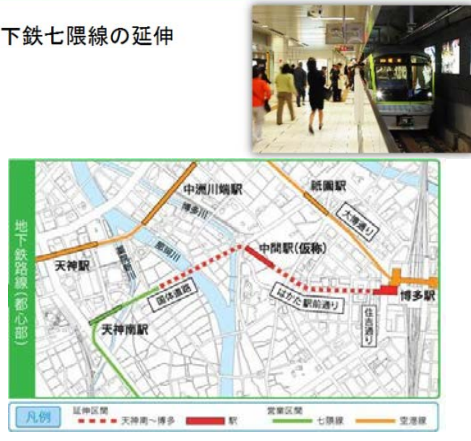 下鉄七隈線の延伸
地下鉄路線(都心部)
中洲川端駅
祇園駅
博多川
大博通り
那珂川
中間駅(仮称)
天神駅
国体道路
はかた駅前通り
博多駅
住吉通り
天神南駅
凡例
延伸区間
営業区間
天神南~博多
駅
七隈線
空港線